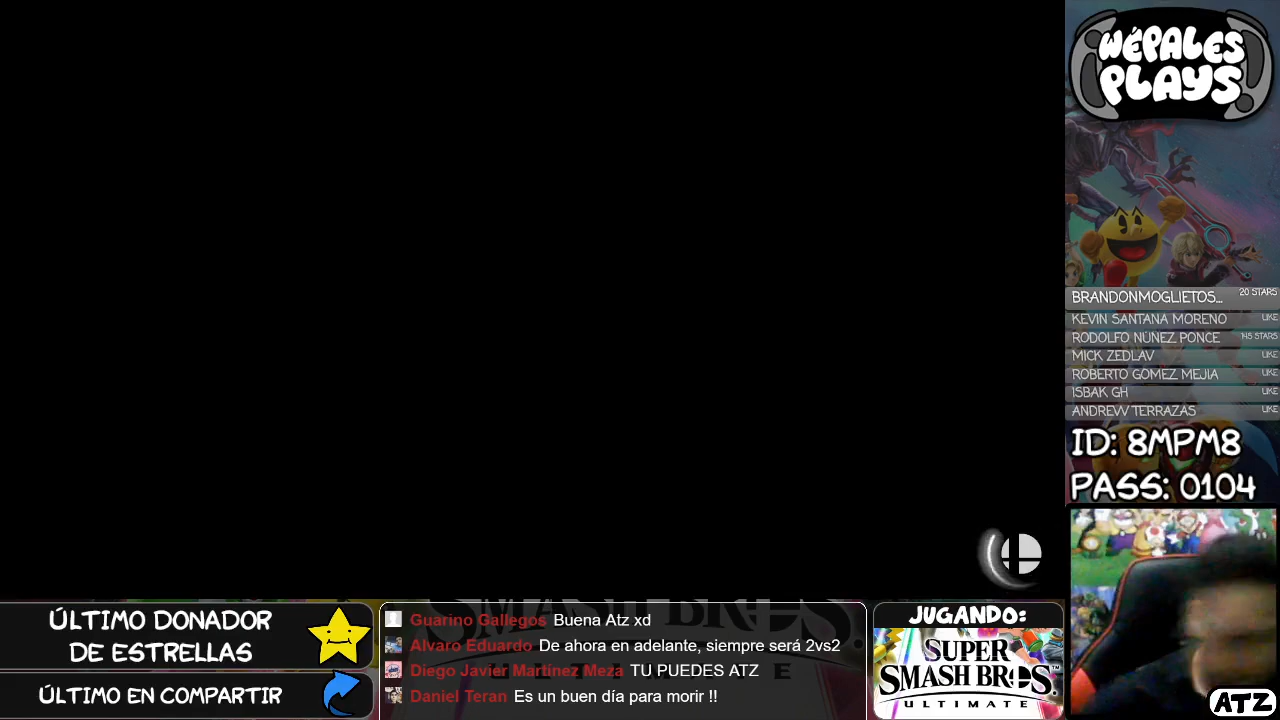 WÉPALES
PLAYS
BRANDONMOGLIETOS... 20 STARS
KEVIN SANTANA MORENO LIKE
RODOLFO NÚÑEZ PONCE 145 STARS
MICK ZEDLAV LIKE
ROBERTO GÓMEZ MEJIA LIKE
ISBAK GH LIKE
ANDREW TERRAZAS LIKE
ID: 8MPM8
PASS: 0104
ÚLTIMO DONADOR
DE ESTRELLAS
ÚLTIMO EN COMPARTIR
Guarino Gallegos Buena Atz xd
Alvaro Eduardo De ahora en adelante, siempre será 2vs2
Diego Javier Martínez Meza TU PUEDES ATZ
Daniel Teran Es un buen día para morir !!
JUGANDO:
SUPER
SMASH BROS.
ULTIMATE
ATZ